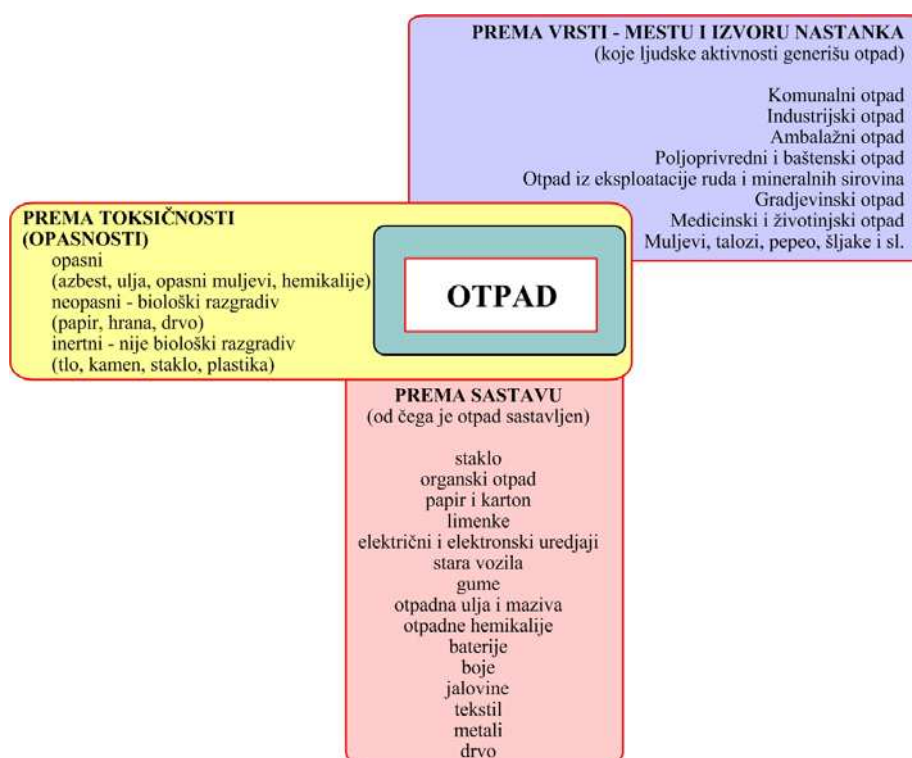 PREMA VRSTI - MESTU I IZVORU NASTANKA
(koje ljudske aktivnosti generišu otpad)
Komunalni otpad
Industrijski otpad
Ambalažni otpad
Poljoprivredni i baštenski otpad
Otpad iz eksploatacije ruda i mineralnih sirovina
Gradjevinski otpad
Medicinski i životinjski otpad
Muljevi, talozi, pepeo, šljake i sl.
PREMA TOKSIČNOSTI
(OPASNOSTI)
opasni
(azbest, ulja, opasni muljevi, hemikalije)
neopasni - biološki razgradiv
(papir, hrana, drvo)
inertni - nije biološki razgradiv
(tlo, kamen, staklo, plastika)
OTPAD
PREMA SASTAVU
(od čega je otpad sastavljen)
staklo
organski otpad
papir i karton
limenke
električni i elektronski uredjaji
stara vozila
gume
otpadna ulja i maziva
otpadne hemikalije
baterije
boje
jalovine
tekstil
metali
drvo